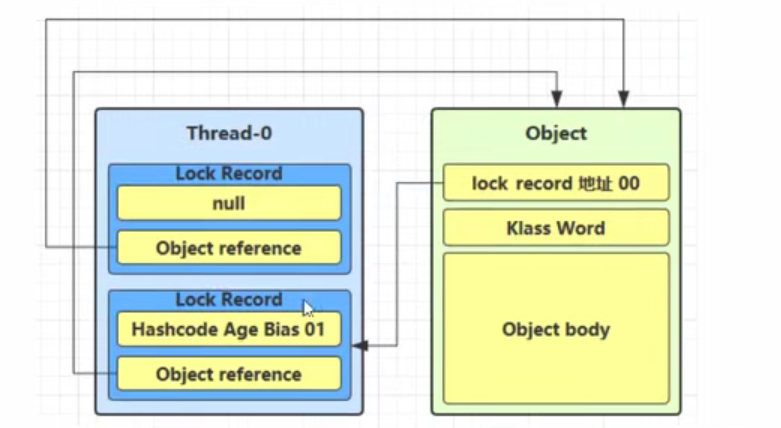 Thread-0
Lock Record
null
Object reference
Lock Record
Hashcode Age Bias 01
Object reference
Object
lock record 地址 00
Klass Word
Object body